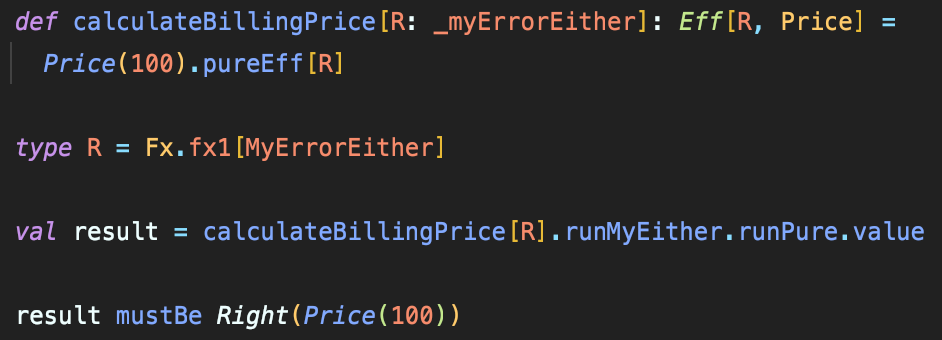 def calculateBillingPrice[R: _myErrorEither]: Eff[R, Price] =
  Price(100).pureEff[R]
type R = Fx.fx1[MyErrorEither]
val result = calculateBillingPrice[R].runMyEither.runPure.value
result mustBe Right(Price(100))